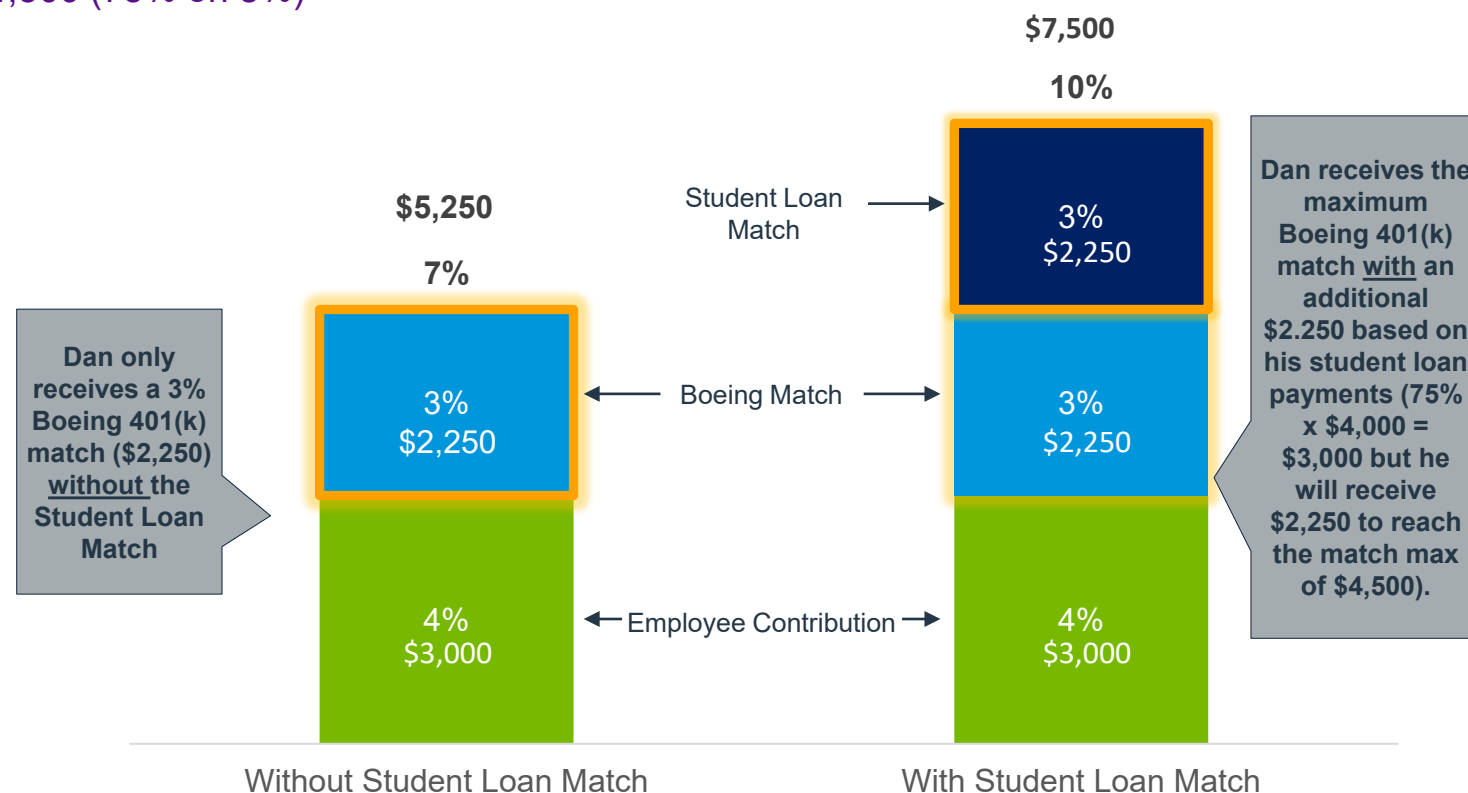 (75% on 8%)
$7,500
10%
$5,250
7%
Student Loan
Match
3%
$2,250
Dan receives the
maximum
Boeing 401(k)
match with an
additional
$2.250 based on
his student loan
payments (75%
x $4,000 =
$3,000 but he
will receive
$2,250 to reach
the match max
of $4,500).
Dan only
receives a 3%
Boeing 401(k)
match ($2,250)
without the
Student Loan
Match
3%
$2,250
Boeing Match
3%
$2,250
4%
$3,000
Employee Contribution
4%
$3,000
Without Student Loan Match
With Student Loan Match